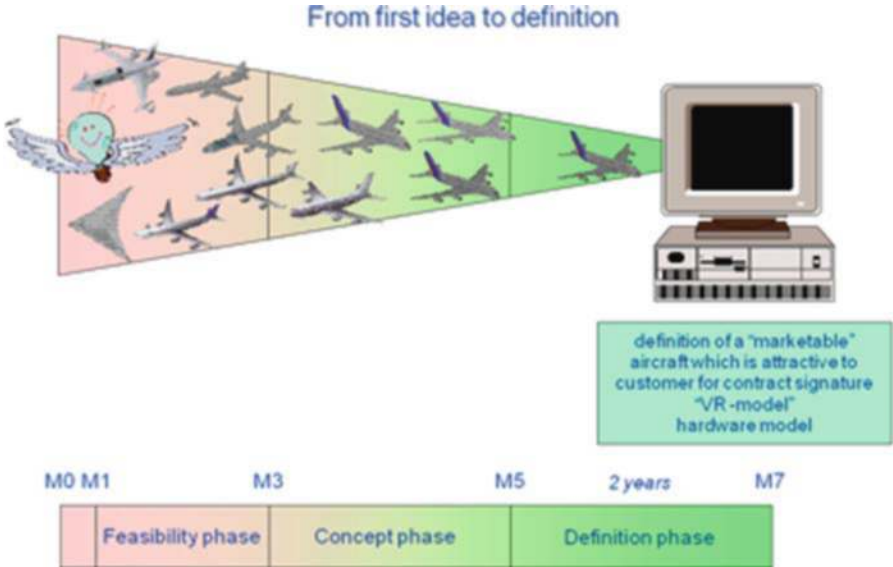 From first idea to definition
definition of a "marketable"
aircraft which is attractive to
customer for contract signature
"VR-model"
hardware model
M0 M1 M3 M5 2 years M7
Feasibility phase Concept phase Definition phase